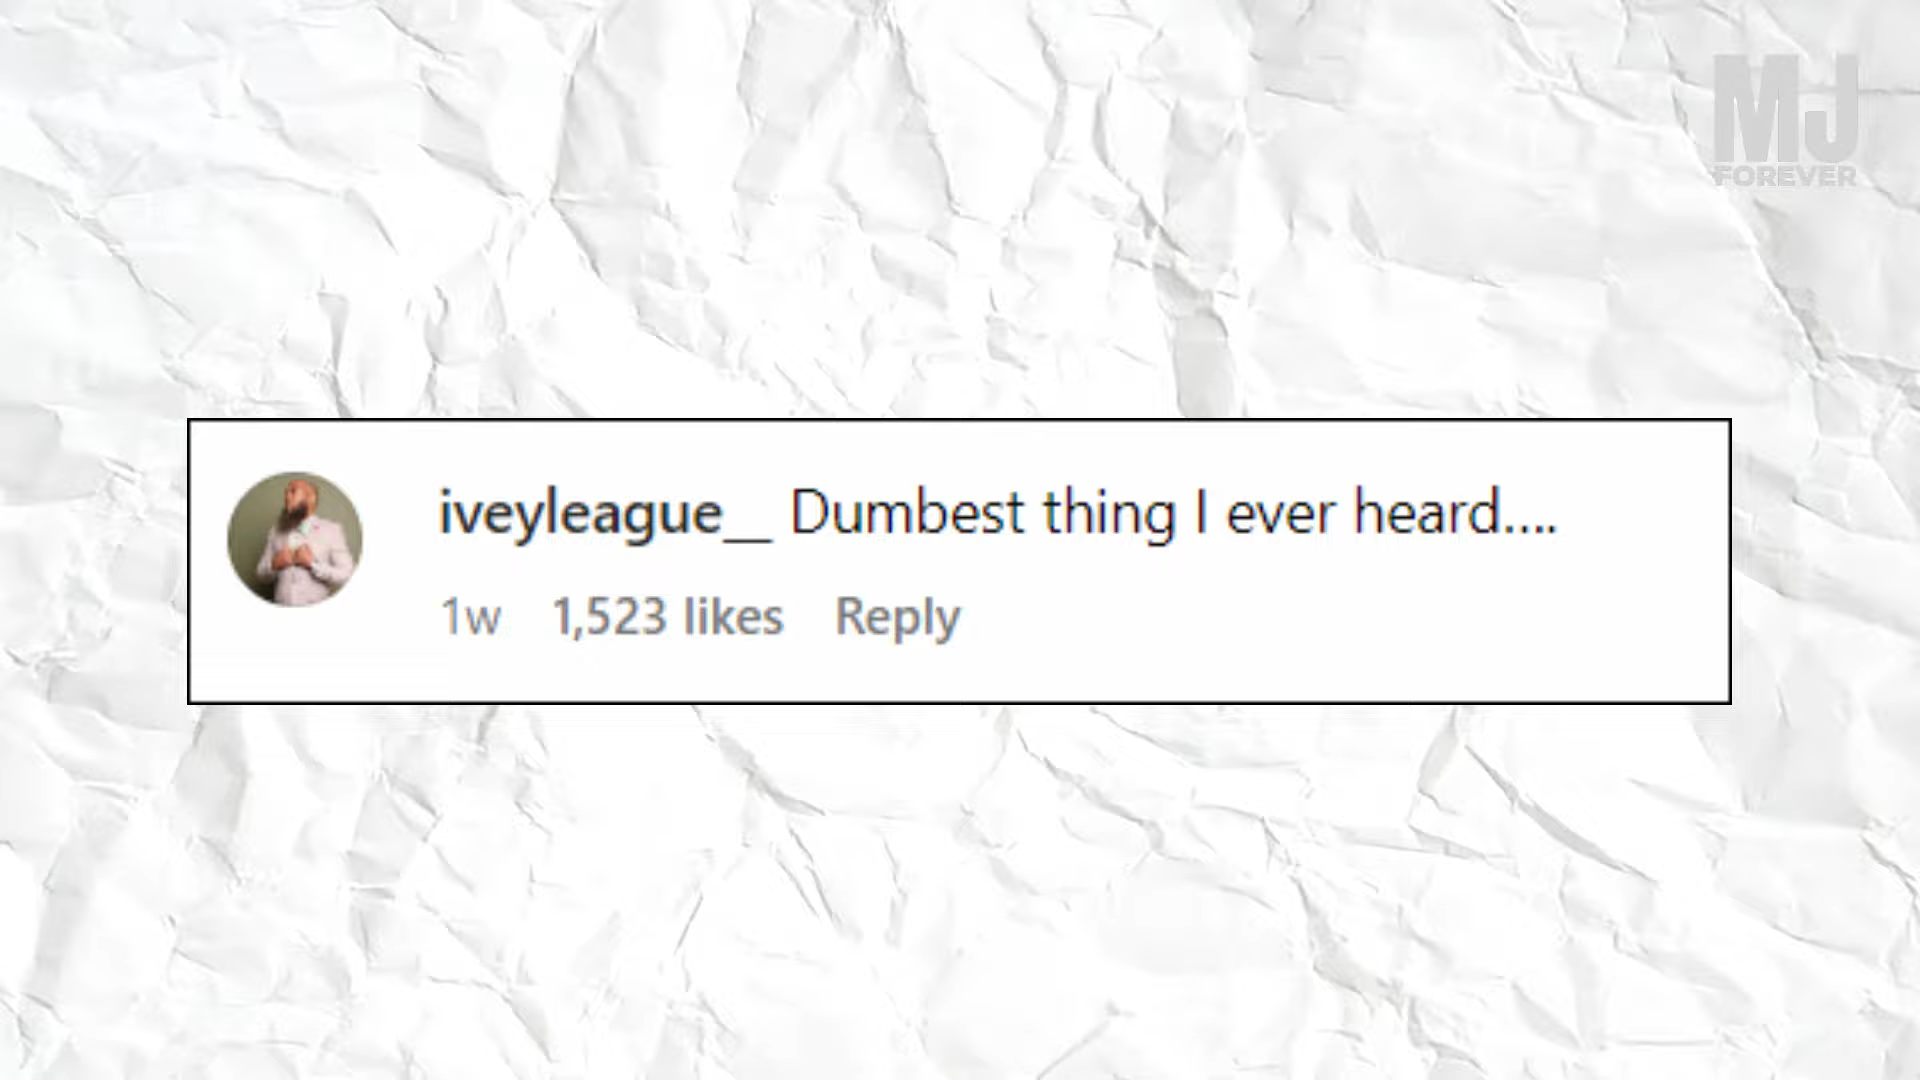 MJ
FOREVER
iveyleague__ Dumbest thing I ever heard....
1w 1,523 likes Reply